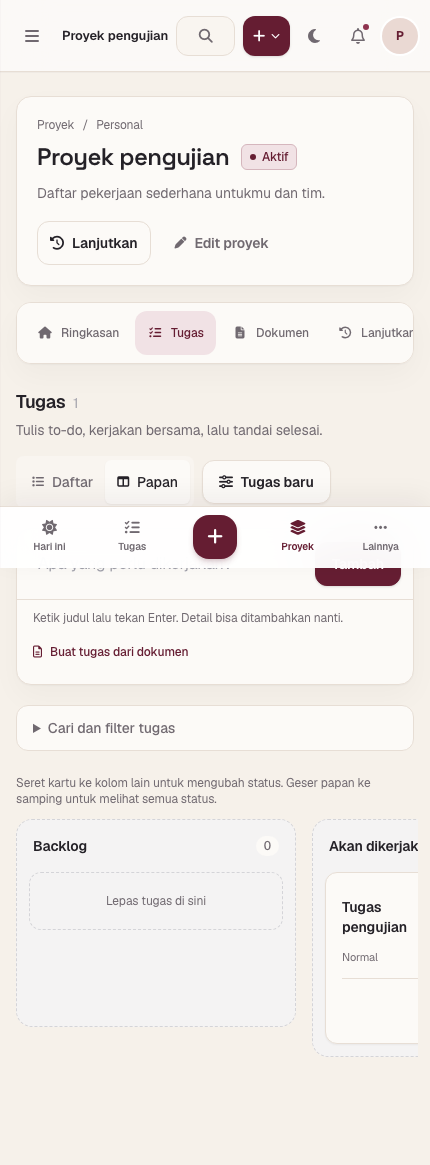 Proyek pengujian
P
Proyek / Personal
Proyek pengujian
Aktif
Daftar pekerjaan sederhana untukmu dan tim.
Lanjutkan
Edit proyek
Ringkasan
Tugas
Dokumen
Lanjutkan
Tugas 1
Tulis to-do, kerjakan bersama, lalu tandai selesai.
Daftar
Papan
Tugas baru
Hari ini
Tugas
Proyek
Lainnya
Ketik judul lalu tekan Enter. Detail bisa ditambahkan nanti.
Buat tugas dari dokumen
Cari dan filter tugas
Seret kartu ke kolom lain untuk mengubah status. Geser papan ke
samping untuk melihat semua status.
Backlog
0
Akan dikerjak
Lepas tugas di sini
Tugas
pengujian
Normal